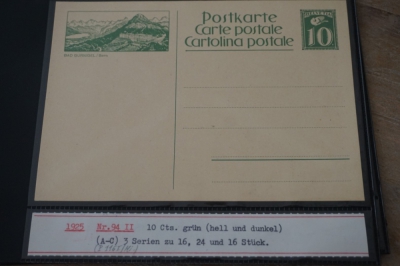 Postkarte
Carte postale
Cartolina postale
HELVETIA
10
1925 Nr.94 II 10 Cts. grün (hell und dunkel)
(A-C) 3 Serien zu 16, 24 und 16 Stück.